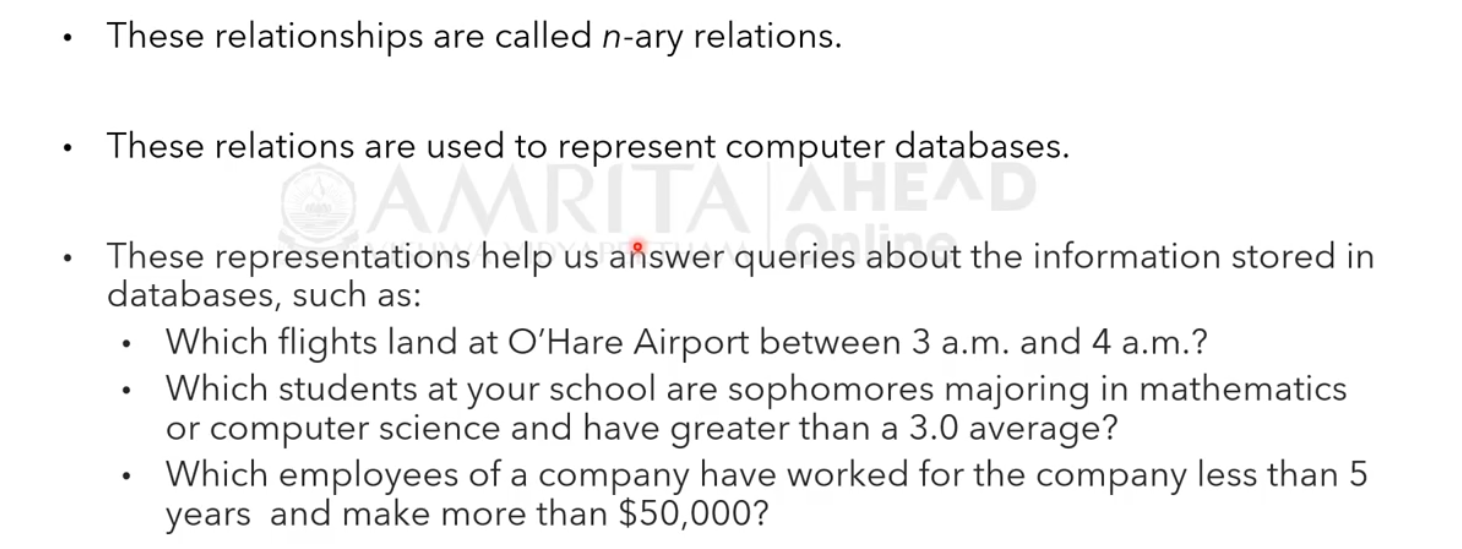 • These relationships are called n-ary relations.
• These relations are used to represent computer databases.
AMRITA AHEAD
VISHWA VIDYAPEETHAM Online
• These representations help us answer queries about the information stored in
databases, such as:
• Which flights land at O’Hare Airport between 3 a.m. and 4 a.m.?
• Which students at your school are sophomores majoring in mathematics
or computer science and have greater than a 3.0 average?
• Which employees of a company have worked for the company less than 5
years and make more than $50,000?